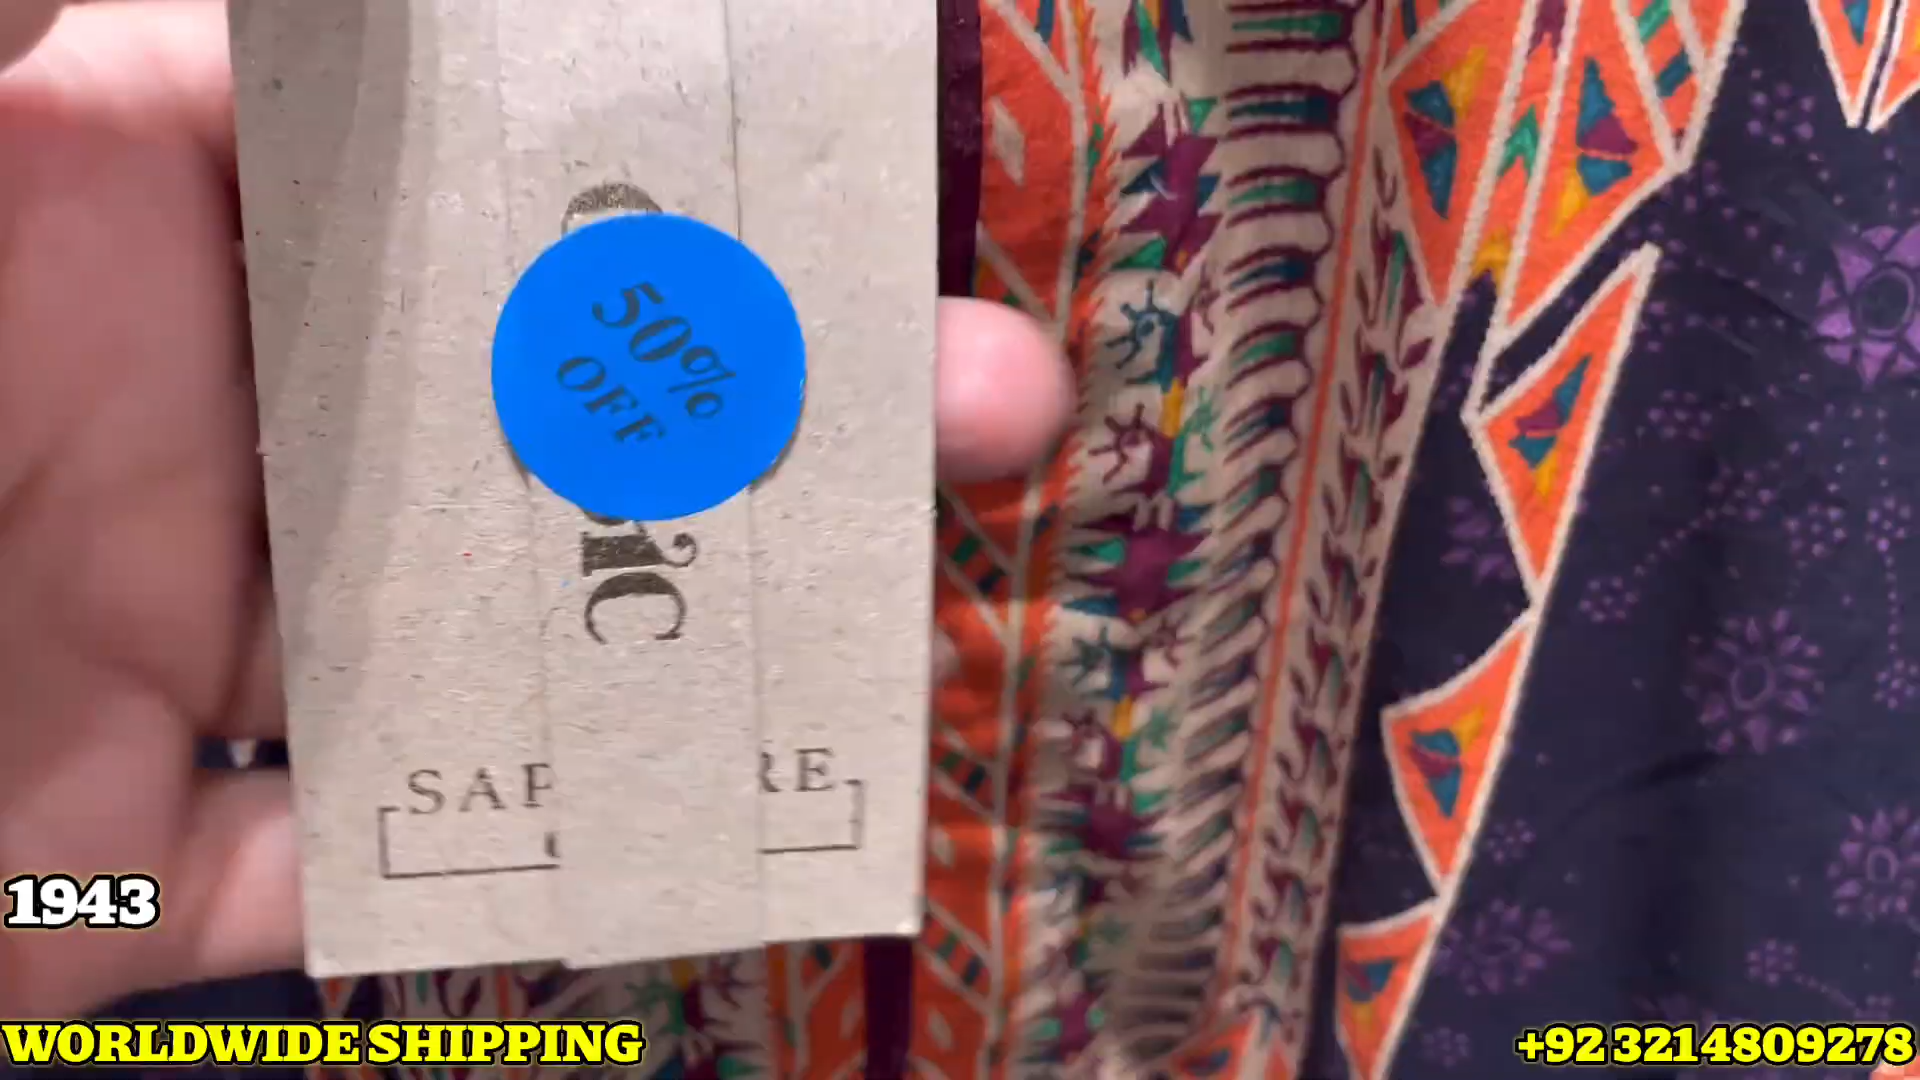 50%
OFF
SAP RE
1943
WORLDWIDE SHIPPING
+92 3214809278